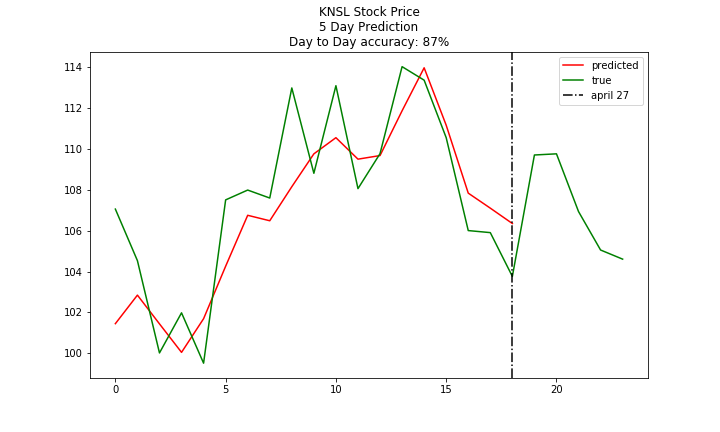 KNSL Stock Price
5 Day Prediction
Day to Day accuracy: 87%
predicted
true
april 27
114
112
110
108
106
104
102
100
0
5
10
15
20